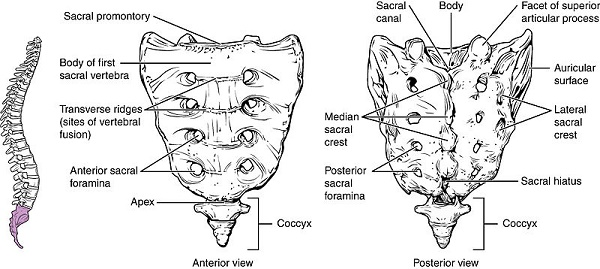 Sacral promontory
Body of first
sacral vertebra
Transverse ridges
(sites of vertebral
fusion)
Anterior sacral
foramina
Apex
Coccyx
Anterior view
Sacral
canal
Body
Facet of superior
articular process
Auricular
surface
Lateral
sacral
crest
Median
sacral
crest
Posterior
sacral
foramina
Sacral hiatus
Coccyx
Posterior view